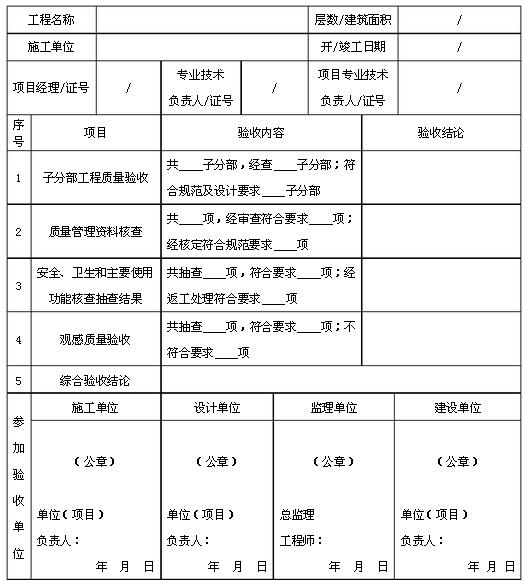 工程名称 层数/建筑面积 /
施工单位 开/竣工日期 /
项目经理/证号 / 专业技术
负责人/证号 / 项目专业技术
负责人/证号 /
序
号 项目 验收内容 验收结论
1 子分部工程质量验收 共____子分部，经查____子分部；符
合规范及设计要求____子分部
2 质量管理资料核查 共____项，经审查符合要求____项；
经核定符合规范要求____项
3 安全、卫生和主要使用
功能核查抽查结果 共抽查____项，符合要求____项；经
返工处理符合要求____项
4 观感质量验收 共抽查____项，符合要求____项；不
符合要求____项
5 综合验收结论
参
加
验
收
单
位
施工单位 设计单位 监理单位 建设单位
（公章） （公章） （公章） （公章）
单位（项目） 单位（项目） 总监理 单位（项目）
负责人： 负责人： 工程师： 负责人：
年 月 日 年 月 日 年 月 日 年 月 日